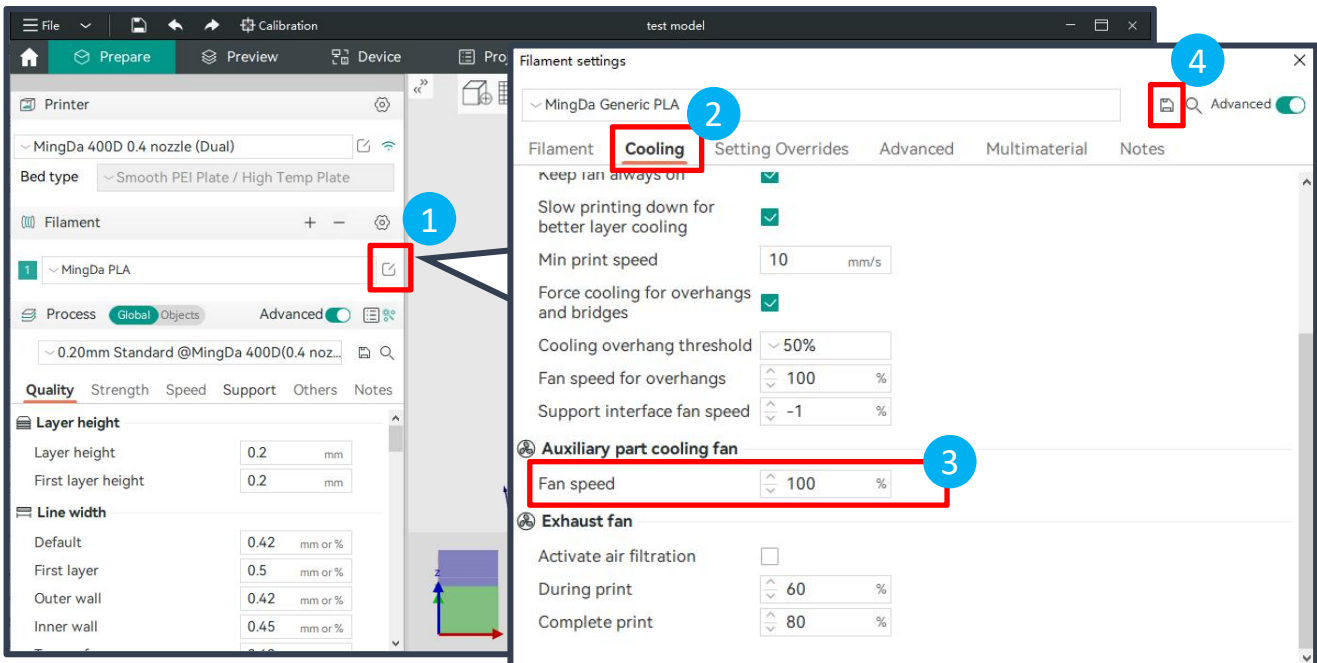 File
Calibration
test model
Prepare
Preview
Device
Proj
Printer
MingDa 400D 0.4 nozzle (Dual)
Bed type
Smooth PEI Plate / High Temp Plate
Filament
1
1
MingDa PLA
Process
Global
Objects
Advanced
0.20mm Standard @MingDa 400D(0.4 noz...
Quality Strength Speed Support Others Notes
Layer height
Layer height 0.2 mm
First layer height 0.2 mm
Line width
Default 0.42 mm or %
First layer 0.5 mm or %
Outer wall 0.42 mm or %
Inner wall 0.45 mm or %
z
Filament settings
4
MingDa Generic PLA
Advanced
2
Filament Cooling Setting Overrides Advanced Multimaterial Notes
Keep fan always on
Slow printing down for
better layer cooling
Min print speed 10 mm/s
Force cooling for overhangs
and bridges
Cooling overhang threshold 50%
Fan speed for overhangs 100 %
Support interface fan speed -1 %
Auxiliary part cooling fan
3
Fan speed 100 %
Exhaust fan
Activate air filtration
During print 60 %
Complete print 80 %